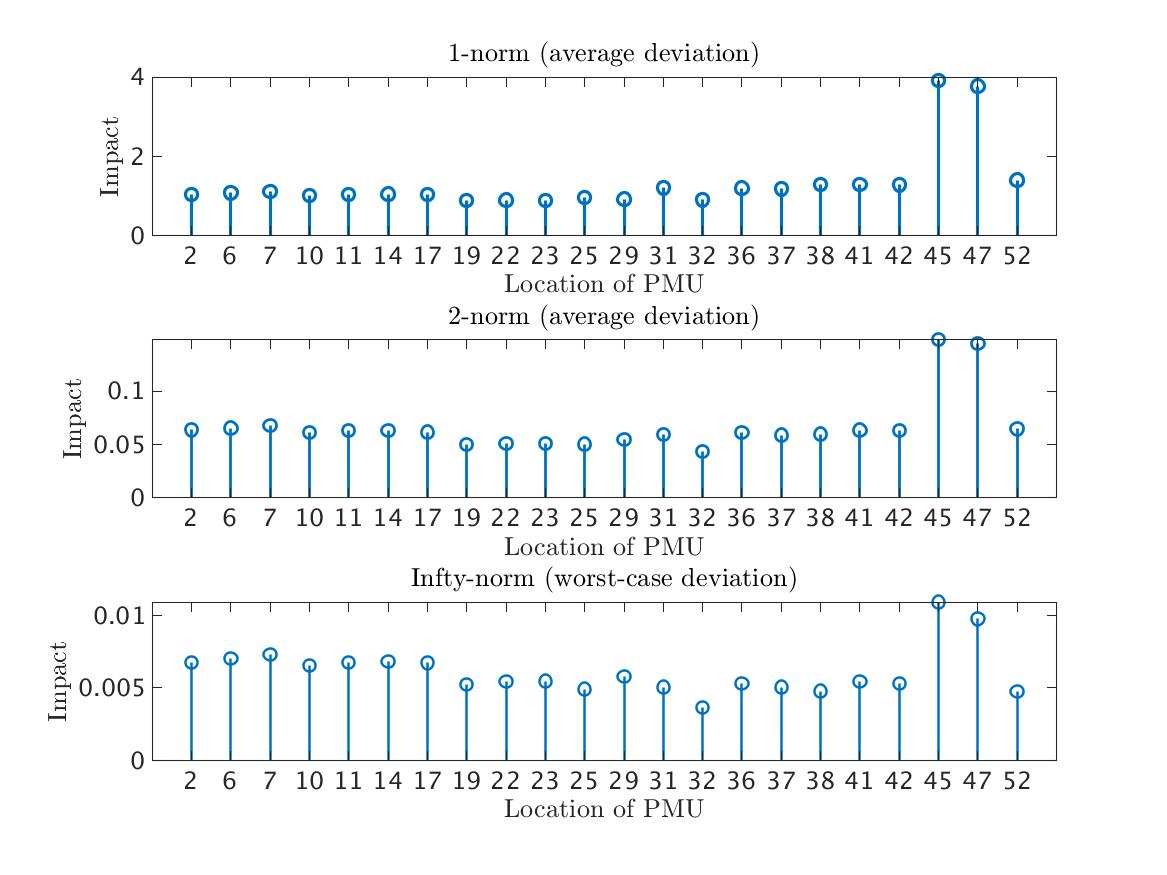 1-norm (average deviation)
4
2
0
Impact
2 6 7 10 11 14 17 19 22 23 25 29 31 32 36 37 38 41 42 45 47 52
Location of PMU
2-norm (average deviation)
0.1
0.05
0
Impact
2 6 7 10 11 14 17 19 22 23 25 29 31 32 36 37 38 41 42 45 47 52
Location of PMU
Infty-norm (worst-case deviation)
0.01
0.005
0
Impact
2 6 7 10 11 14 17 19 22 23 25 29 31 32 36 37 38 41 42 45 47 52
Location of PMU